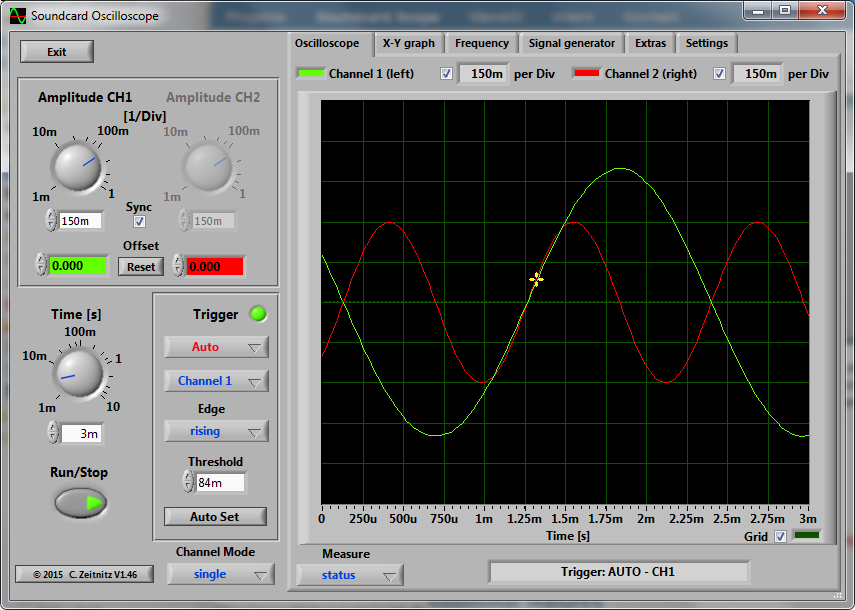 Soundcard Oscilloscope
Exit
Amplitude CH1
Amplitude CH2
[1/Div]
10m
100m
10m
100m
1m
1
1m
1
Sync
150m
150m
Offset
0.000
Reset
0.000
Time [s]
100m
10m
1
1m
10
3m
Run/Stop
© 2015 C. Zeitnitz V1.46
Trigger
Auto
Channel 1
Edge
rising
Threshold
84m
Auto Set
Channel Mode
single
Oscilloscope
X-Y graph
Frequency
Signal generator
Extras
Settings
Channel 1 (left)
150m
per Div
Channel 2 (right)
150m
per Div
0 250u 500u 750u 1m 1.25m 1.5m 1.75m 2m 2.25m 2.5m 2.75m 3m
Time [s]
Grid
Measure
status
Trigger: AUTO - CH1